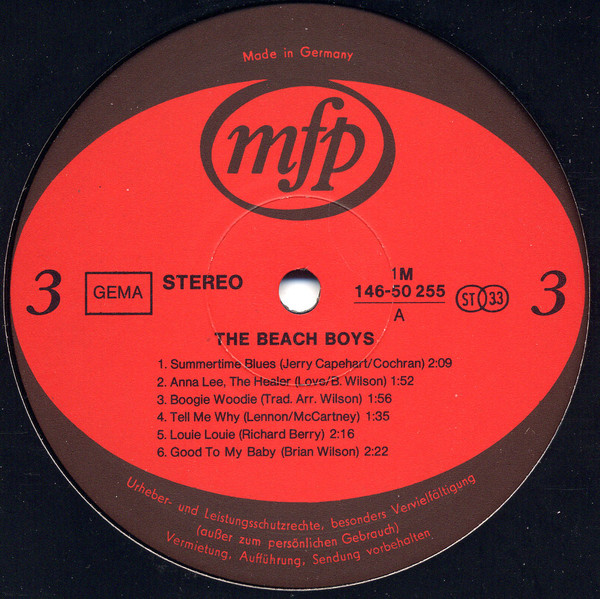 Made in Germany
mfp
3 GEMA STEREO 1M 146-50 255 A ST 33 3
THE BEACH BOYS
1. Summertime Blues (Jerry Capehart/Cochran) 2:09
2. Anna Lee, The Healer (Love/B. Wilson) 1:52
3. Boogie Woodie (Trad. Arr. Wilson) 1:56
4. Tell Me Why (Lennon/McCartney) 1:35
5. Louie Louie (Richard Berry) 2:16
6. Good To My Baby (Brian Wilson) 2:22
Urheber- und Leistungsschutzrechte, besonders Vervielfältigung
(außer zum persönlichen Gebrauch)
Vermietung, Aufführung, Sendung vorbehalten